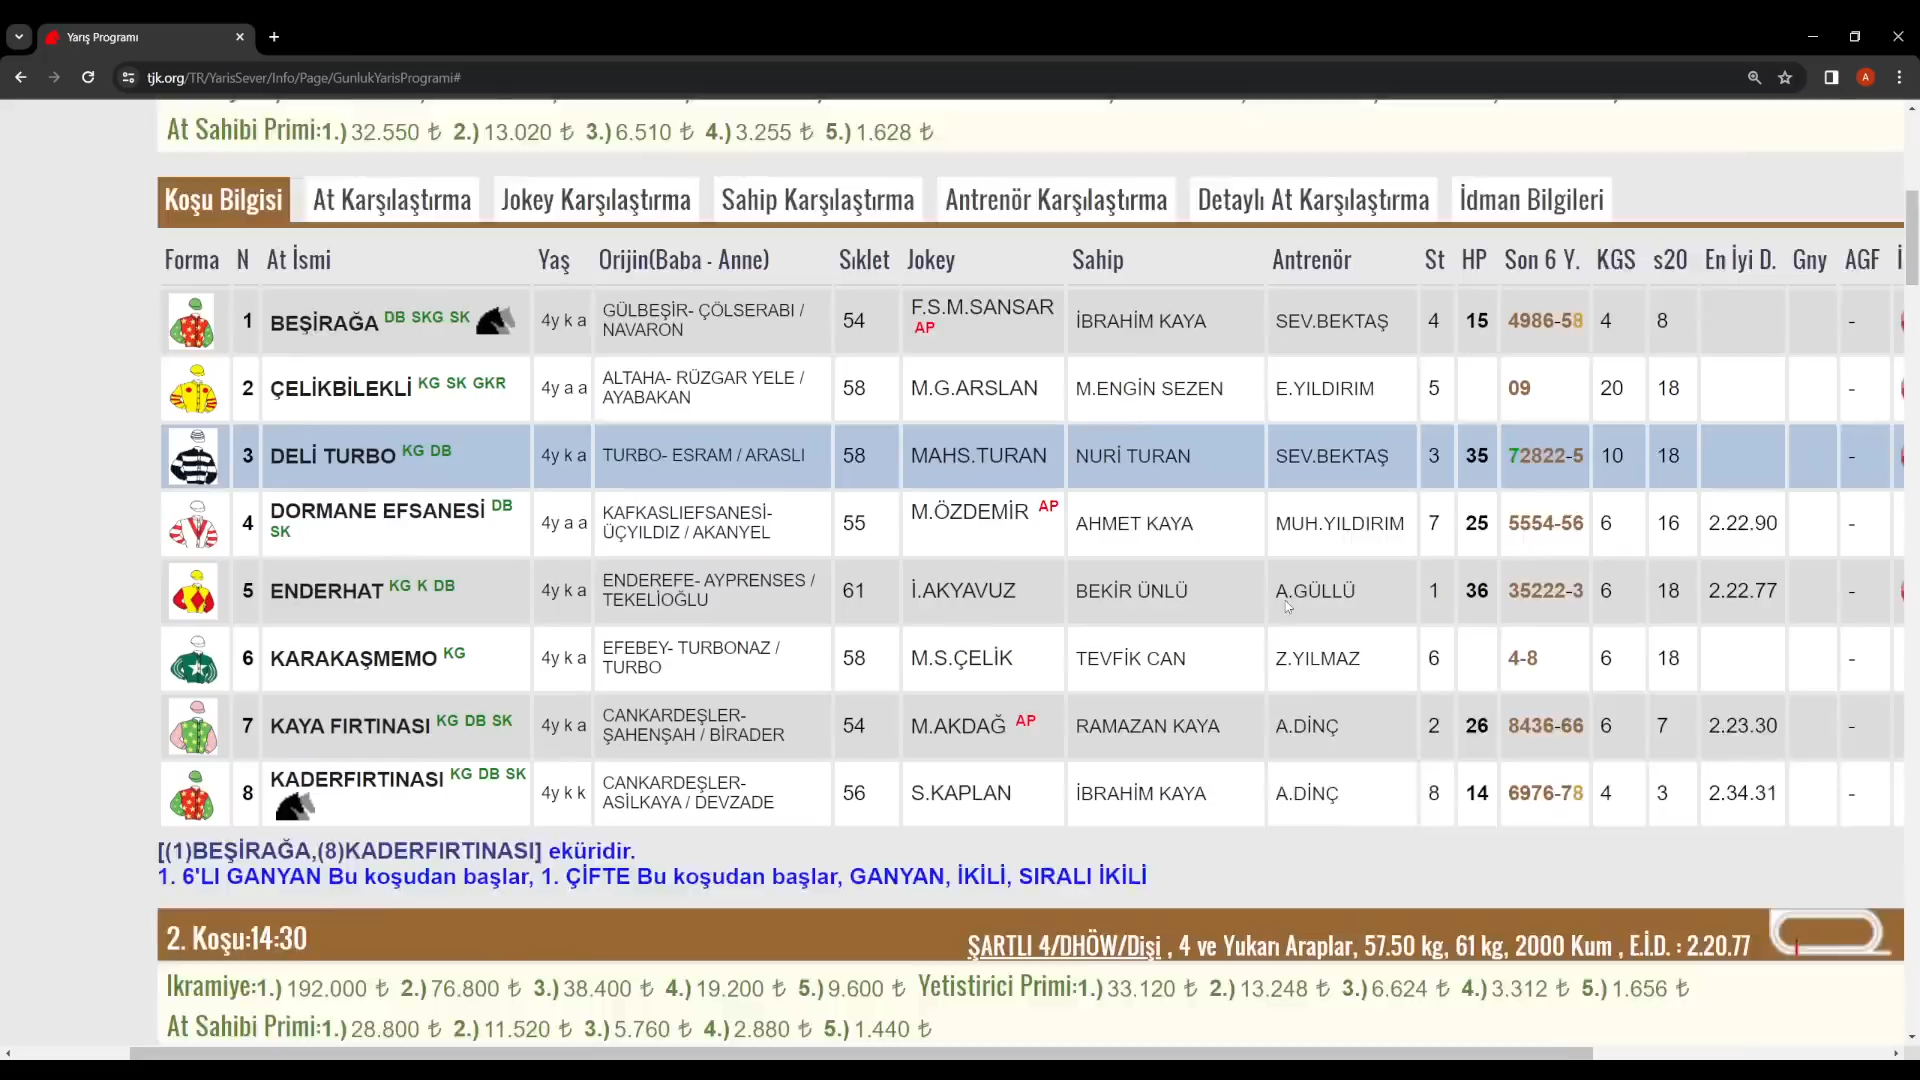 Yarış Programı
tjk.org/TR/YarisSever/Info/Page/GunlukYarisProgrami#
A
At Sahibi Primi:1.) 32.550 ₺ 2.) 13.020 ₺ 3.) 6.510 ₺ 4.) 3.255 ₺ 5.) 1.628 ₺
Koşu Bilgisi At Karşılaştırma Jokey Karşılaştırma Sahip Karşılaştırma Antrenör Karşılaştırma Detaylı At Karşılaştırma İdman Bilgileri
Forma N At İsmi Yaş Orijin(Baba - Anne) Sıklet Jokey Sahip Antrenör St HP Son 6 Y. KGS s20 En İyi D. Gny AGF İ
1 BEŞİRAĞA DB SKG SK 4y k a GÜLBEŞİR- ÇÖLSERABI / NAVARON 54 F.S.M.SANSAR AP İBRAHİM KAYA SEV.BEKTAŞ 4 15 4986-58 4 8 -
2 ÇELİKBİLEKLİ KG SK GKR 4y a a ALTAHA- RÜZGAR YELE / AYABAKAN 58 M.G.ARSLAN M.ENGİN SEZEN E.YILDIRIM 5 09 20 18 -
3 DELİ TURBO KG DB 4y k a TURBO- ESRAM / ARASLI 58 MAHS.TURAN NURİ TURAN SEV.BEKTAŞ 3 35 72822-5 10 18 -
4 DORMANE EFSANESİ DB SK 4y a a KAFKASLIEFSANESİ- ÜÇYILDIZ / AKANYEL 55 M.ÖZDEMİR AP AHMET KAYA MUH.YILDIRIM 7 25 5554-56 6 16 2.22.90 -
5 ENDERHAT KG K DB 4y k a ENDEREFE- AYPRENSES / TEKELİOĞLU 61 İ.AKYAVUZ BEKİR ÜNLÜ A.GÜLLÜ 1 36 35222-3 6 18 2.22.77 -
6 KARAKAŞMEMO KG 4y k a EFEBEY- TURBONAZ / TURBO 58 M.S.ÇELİK TEVFİK CAN Z.YILMAZ 6 4-8 6 18 -
7 KAYA FIRTINASI KG DB SK 4y k a CANKARDEŞLER- ŞAHENŞAH / BİRADER 54 M.AKDAĞ AP RAMAZAN KAYA A.DİNÇ 2 26 8436-66 6 7 2.23.30 -
8 KADERFIRTINASI KG DB SK 4y k k CANKARDEŞLER- ASİLKAYA / DEVZADE 56 S.KAPLAN İBRAHİM KAYA A.DİNÇ 8 14 6976-78 4 3 2.34.31 -
[(1)BEŞİRAĞA,(8)KADERFIRTINASI] eküridir.
1. 6'LI GANYAN Bu koşudan başlar, 1. ÇİFTE Bu koşudan başlar, GANYAN, İKİLİ, SIRALI İKİLİ
2. Koşu:14:30 ŞARTLI 4/DHÖW/Dişi , 4 ve Yukarı Araplar, 57.50 kg, 61 kg, 2000 Kum , E.İ.D. : 2.20.77
Ikramiye:1.) 192.000 ₺ 2.) 76.800 ₺ 3.) 38.400 ₺ 4.) 19.200 ₺ 5.) 9.600 ₺ Yetistirici Primi:1.) 33.120 ₺ 2.) 13.248 ₺ 3.) 6.624 ₺ 4.) 3.312 ₺ 5.) 1.656 ₺
At Sahibi Primi:1.) 28.800 ₺ 2.) 11.520 ₺ 3.) 5.760 ₺ 4.) 2.880 ₺ 5.) 1.440 ₺